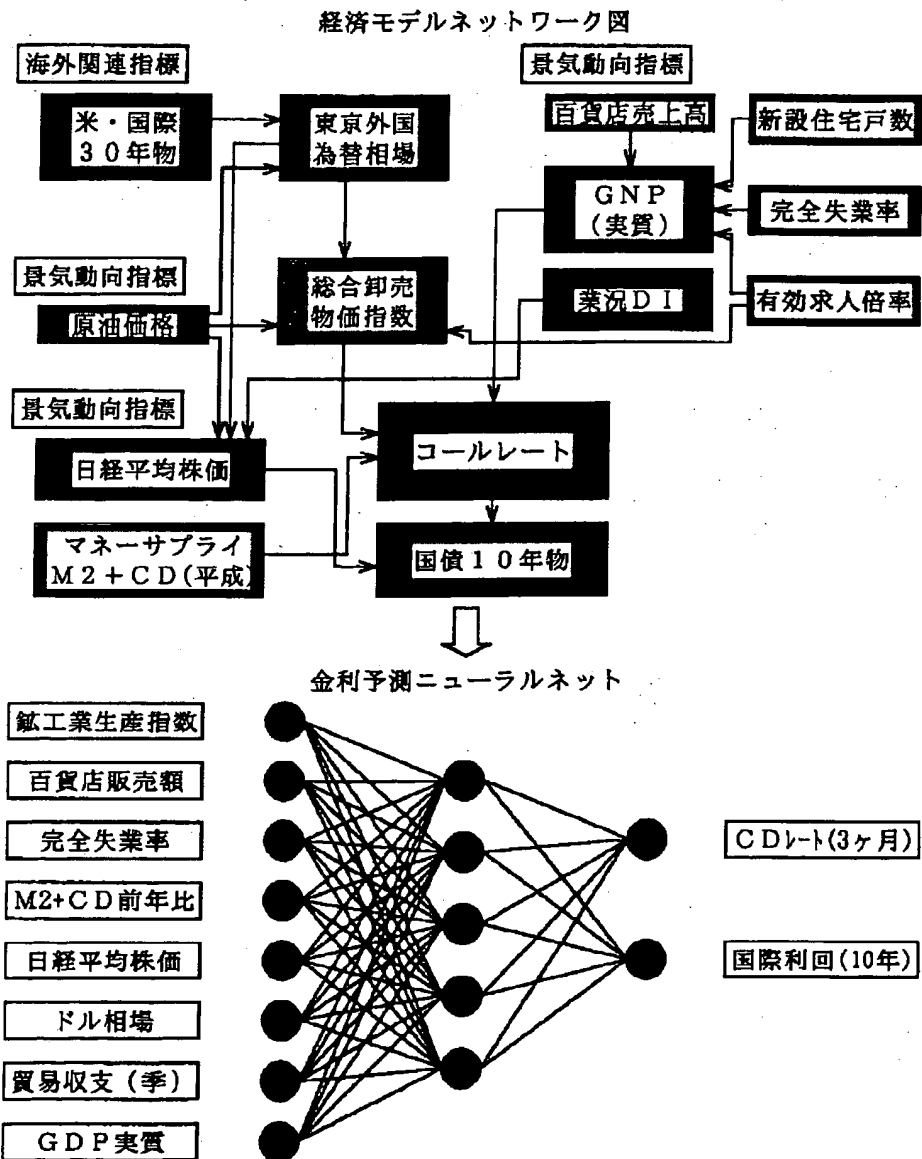 経済モデルネットワーク図
海外関連指標
景気動向指標
米・国際
30年物
東京外国
為替相場
百貨店売上高
新設住宅戸数
GNP
(実質)
完全失業率
景気動向指標
総合卸売
物価指数
業況DI
有効求人倍率
原油価格
景気動向指標
日経平均株価
コールレート
マネーサプライ
M2+CD(平成)
国債10年物
金利予測ニューラルネット
鉱工業生産指数
百貨店販売額
完全失業率
M2+CD前年比
日経平均株価
ドル相場
貿易収支(季)
GDP実質
CDレート(3ヶ月)
国際利回(10年)